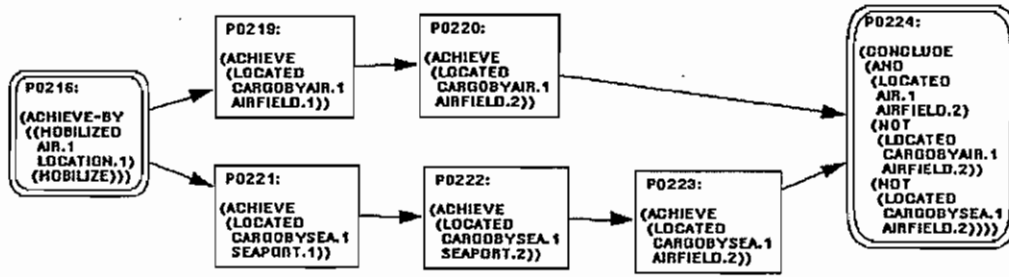 P0216:
(ACHIEVE-BY
((MOBILIZED
AIR.1
LOCATION.1)
(MOBILIZE)))
P0219:
(ACHIEVE
(LOCATED
CARGOBYAIR.1
AIRFIELD.1))
P0220:
(ACHIEVE
(LOCATED
CARGOBYAIR.1
AIRFIELD.2))
P0221:
(ACHIEVE
(LOCATED
CARGOBYSEA.1
SEAPORT.1))
P0222:
(ACHIEVE
(LOCATED
CARGOBYSEA.1
SEAPORT.2))
P0223:
(ACHIEVE
(LOCATED
CARGOBYSEA.1
AIRFIELD.2))
P0224:
(CONCLUDE
(AND
(LOCATED
AIR.1
AIRFIELD.2)
(NOT
(LOCATED
CARGOBYAIR.1
AIRFIELD.2))
(NOT
(LOCATED
CARGOBYSEA.1
AIRFIELD.2))))